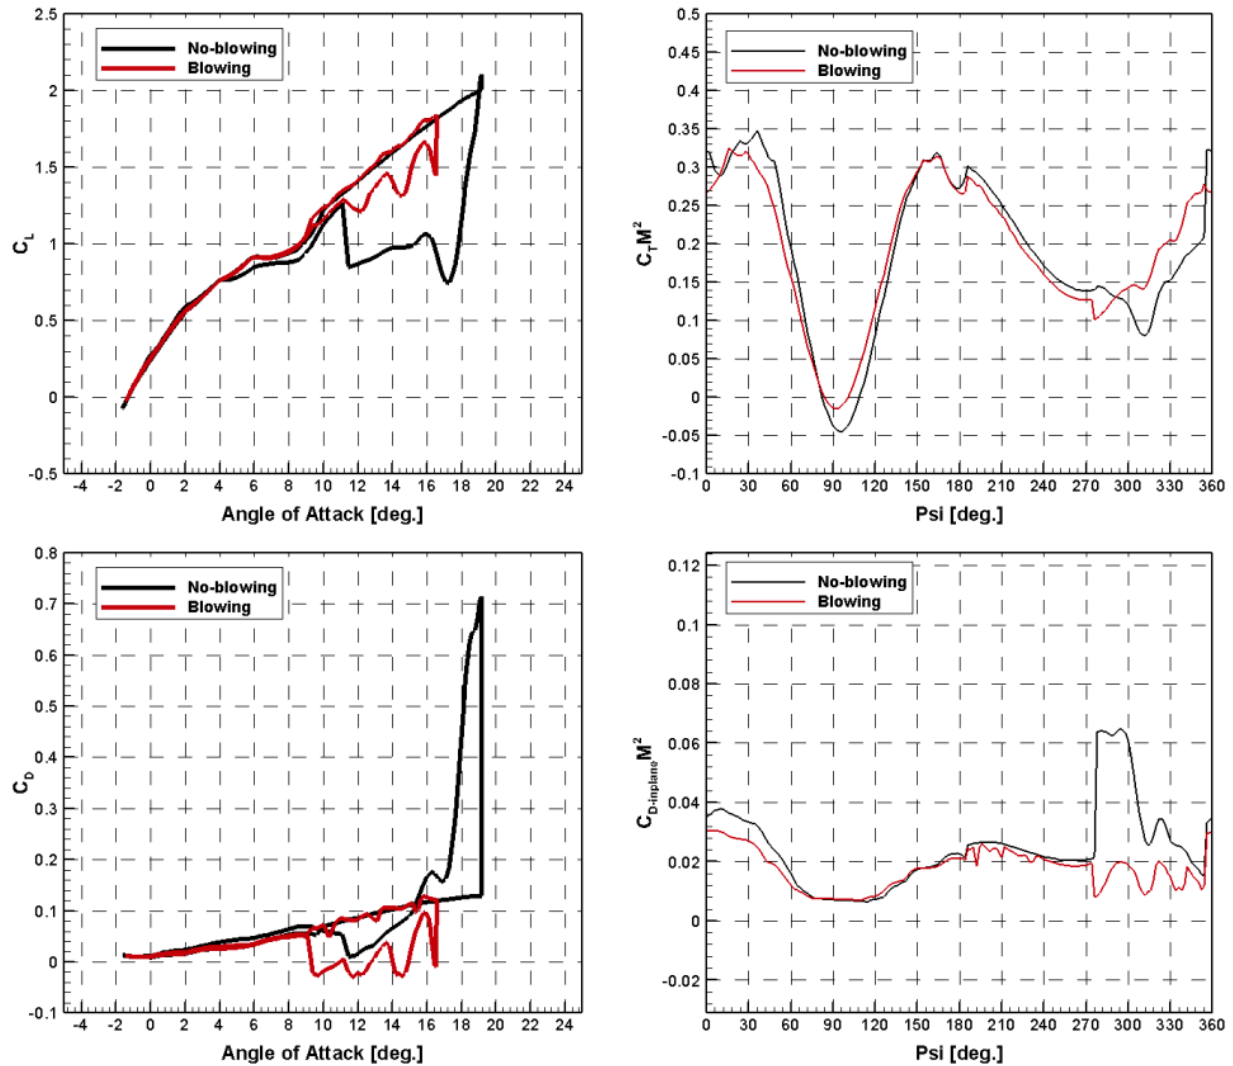 2.5
2
1.5
1
0.5
0
-0.5
C_L
No-blowing
Blowing
-4 -2 0 2 4 6 8 10 12 14 16 18 20 22 24
Angle of Attack [deg.]
0.5
0.45
0.4
0.35
0.3
0.25
0.2
0.15
0.1
0.05
0
-0.05
-0.1
C_TM²
No-blowing
Blowing
0 30 60 90 120 150 180 210 240 270 300 330 360
Psi [deg.]
0.8
0.7
0.6
0.5
0.4
0.3
0.2
0.1
0
-0.1
C_D
No-blowing
Blowing
-4 -2 0 2 4 6 8 10 12 14 16 18 20 22 24
Angle of Attack [deg.]
0.12
0.1
0.08
0.06
0.04
0.02
0
-0.02
C_D-inplaneM²
No-blowing
Blowing
0 30 60 90 120 150 180 210 240 270 300 330 360
Psi [deg.]